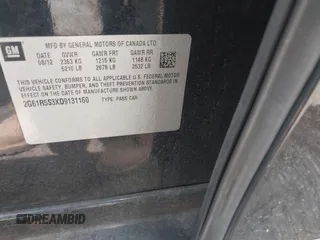 GM
MFD BY GENERAL MOTORS OF CANADA LTD.
DATE GVWR GAWR FRT GAWR RR
08/12 2363 KG 1215 KG 1148 KG
5210 LB 2678 LB 2532 LB
THIS VEHICLE CONFORMS TO ALL APPLICABLE U.S. FEDERAL MOTOR
VEHICLE SAFETY, BUMPER, AND THEFT PREVENTION STANDARDS IN
EFFECT ON THE DATE OF MANUFACTURE SHOWN ABOVE.
2G61R5S3XD9131160 TYPE: PASS CAR
DREAMBID